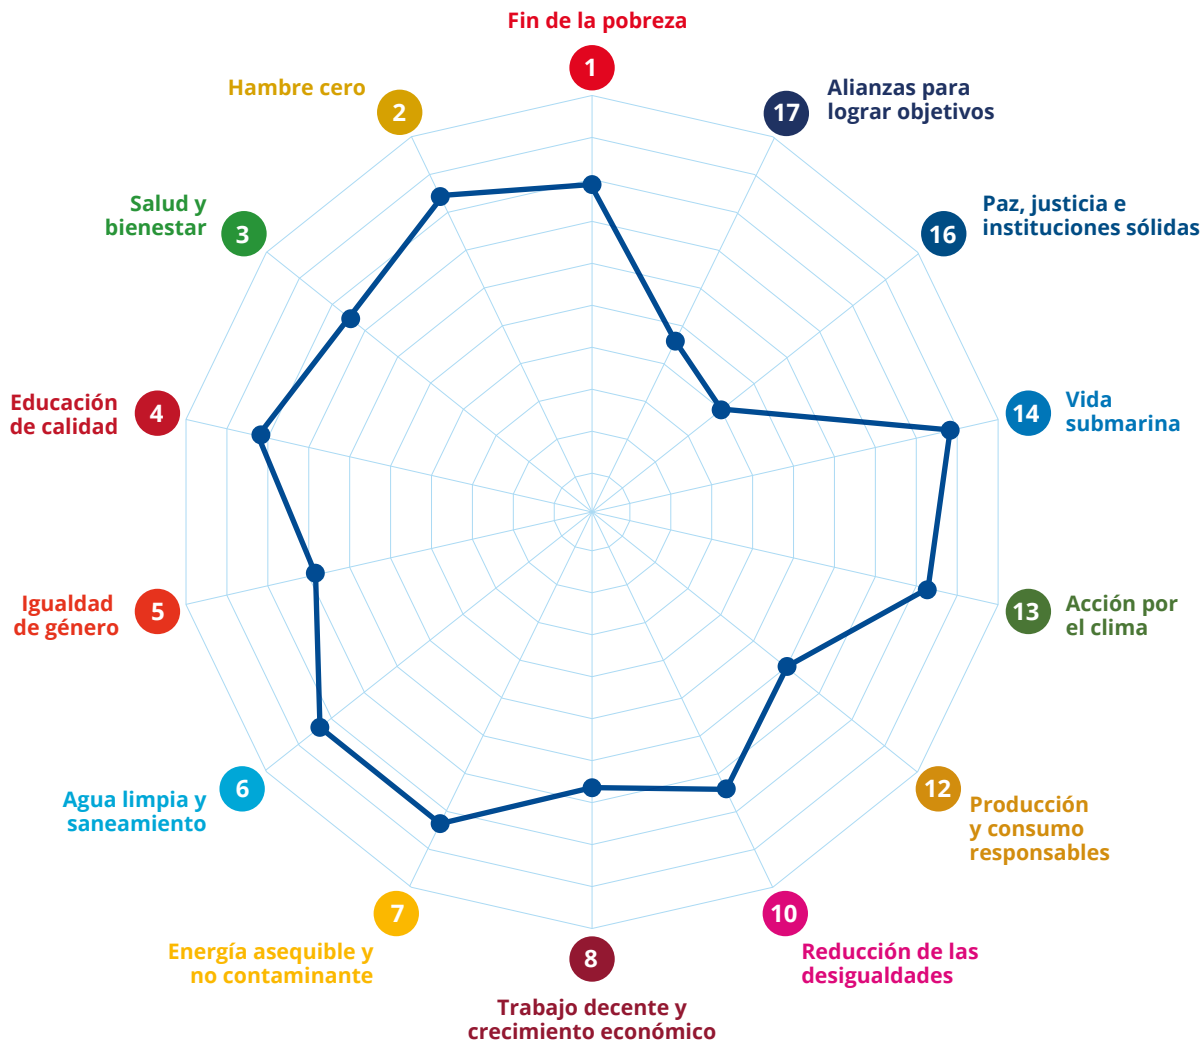 Fin de la pobreza
1
Hambre cero
2
Salud y
bienestar
3
Educación
de calidad
4
Igualdad
de género
5
Agua limpia y
saneamiento
6
Energía asequible y
no contaminante
7
Trabajo decente y
crecimiento económico
8
Reducción de las
desigualdades
10
Producción
y consumo
responsables
12
Acción por
el clima
13
Vida
submarina
14
Paz, justicia e
instituciones sólidas
16
Alianzas para
lograr objetivos
17